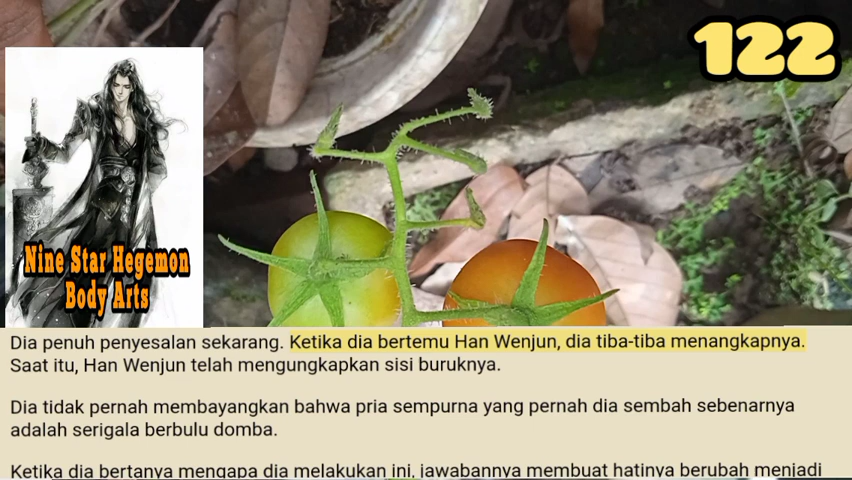 122
Nine Star Hegemon
Body Arts
Dia penuh penyesalan sekarang. Ketika dia bertemu Han Wenjun, dia tiba-tiba menangkapnya.
Saat itu, Han Wenjun telah mengungkapkan sisi buruknya.
Dia tidak pernah membayangkan bahwa pria sempurna yang pernah dia sembah sebenarnya
adalah serigala berbulu domba.
Ketika dia bertanya mengapa dia melakukan ini, jawabannya membuat hatinya berubah menjadi